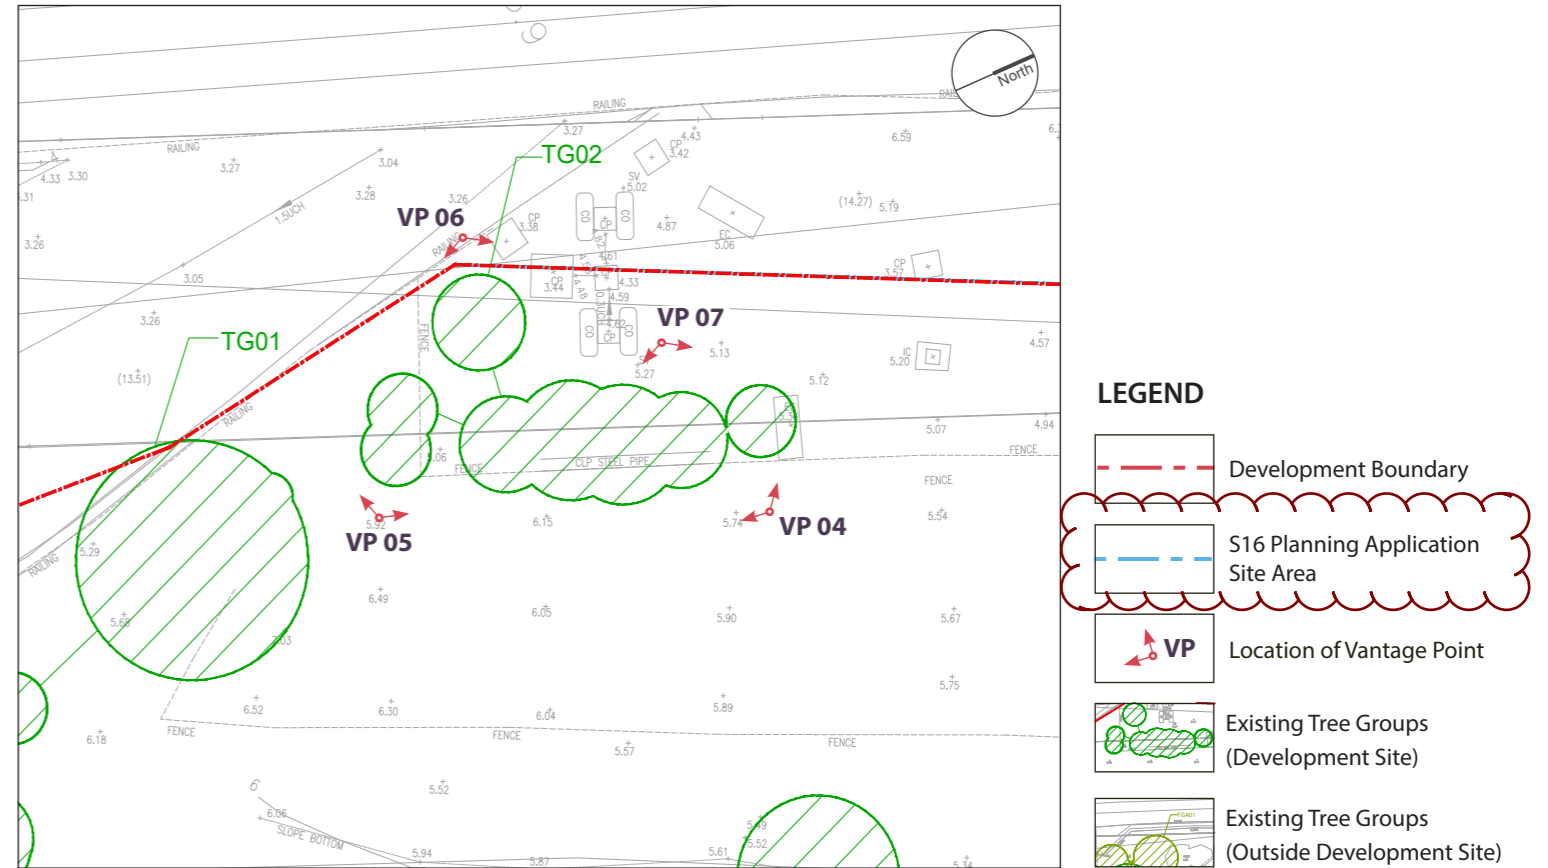 North
RAILING
3.27
4.43
6.59
RAILING
CP
3.42
TG02
4.33
3.30
3.27
3.04
SV
5.02
3.28
3.26
(14.27)
5.19
1.5UCH
VP 06
CP
3.38
CO
CO
CP
4.87
EC
5.06
3.26
RAILING
3.05
CP
3.44
4.61
4.33
CP
3.57
4.48
4.59
3.26
FENCE
CO
4.62
CO
CP
VP 07
TG01
5.13
4.57
IC
5.20
(13.51)
5.27
5.12
RAILING
5.07
4.94
FENCE
CLP STEEL PIPE
FENCE
FENCE
5.92
VP 05
6.15
5.74
VP 04
5.54
5.29
RAILING
6.49
6.05
5.90
5.67
5.68
5.75
6.52
6.30
6.04
5.89
6.18
FENCE
FENCE
5.57
FENCE
5.52
6
6.06
SLOPE BOTTOM
5.49
5.52
5.94
5.87
5.61
5.34
LEGEND
Development Boundary
S16 Planning Application
Site Area
VP
Location of Vantage Point
Existing Tree Groups
(Development Site)
TGA01
Existing Tree Groups
(Outside Development Site)